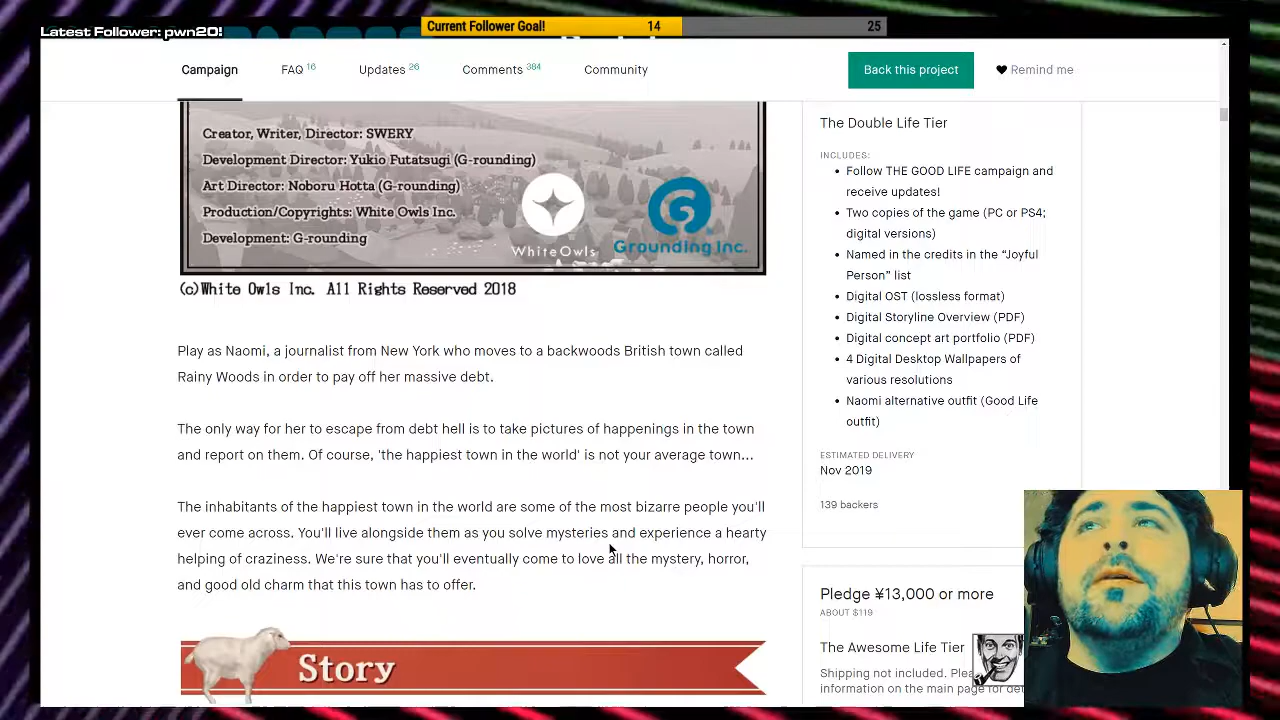 Latest Follower: pwn20!
Current Follower Goal! 14 25
Campaign FAQ 16 Updates 26 Comments 384 Community Back this project Remind me
Creator, Writer, Director: SWERY
Development Director: Yukio Futatsugi (G-rounding)
Art Director: Noboru Hotta (G-rounding)
Production/Copyrights: White Owls Inc.
Development: G-rounding
WhiteOwls
Grounding Inc.
(c)White Owls Inc. All Rights Reserved 2018
Play as Naomi, a journalist from New York who moves to a backwoods British town called
Rainy Woods in order to pay off her massive debt.
The only way for her to escape from debt hell is to take pictures of happenings in the town
and report on them. Of course, 'the happiest town in the world' is not your average town...
The inhabitants of the happiest town in the world are some of the most bizarre people you'll
ever come across. You'll live alongside them as you solve mysteries and experience a hearty
helping of craziness. We're sure that you'll eventually come to love all the mystery, horror,
and good old charm that this town has to offer.
Story
The Double Life Tier
INCLUDES:
• Follow THE GOOD LIFE campaign and
receive updates!
• Two copies of the game (PC or PS4;
digital versions)
• Named in the credits in the “Joyful
Person” list
• Digital OST (lossless format)
• Digital Storyline Overview (PDF)
• Digital concept art portfolio (PDF)
• 4 Digital Desktop Wallpapers of
various resolutions
• Naomi alternative outfit (Good Life
outfit)
ESTIMATED DELIVERY
Nov 2019
139 backers
Pledge ¥13,000 or more
ABOUT $119
The Awesome Life Tier
Shipping not included.
information on the main page for